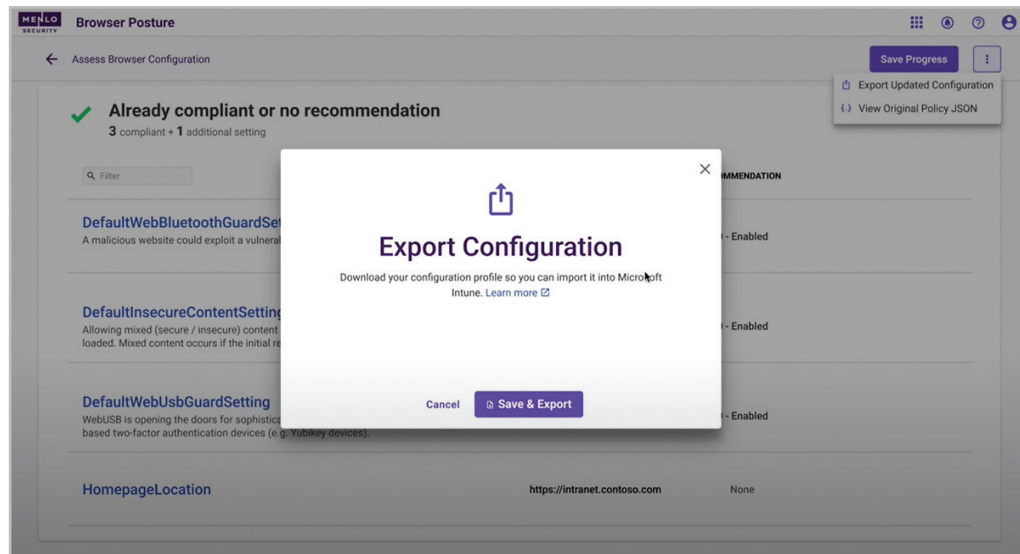 MENLO
SECURITY
Browser Posture
Assess Browser Configuration
Save Progress
Export Updated Configuration
{.} View Original Policy JSON
Already compliant or no recommendation
3 compliant + 1 additional setting
Filter
DefaultWebBluetoothGuardSet
A malicious website could exploit a vulneral
- Enabled
Export Configuration
Download your configuration profile so you can import it into Microsoft
Intune. Learn more
DefaultInsecureContentSetting
Allowing mixed (secure / insecure) content
loaded. Mixed content occurs if the initial re
- Enabled
Cancel
Save & Export
DefaultWebUsbGuardSetting
WebUSB is opening the doors for sophistica
based two-factor authentication devices (e.g. Yubikey devices).
- Enabled
HomepageLocation
https://intranet.contoso.com
None